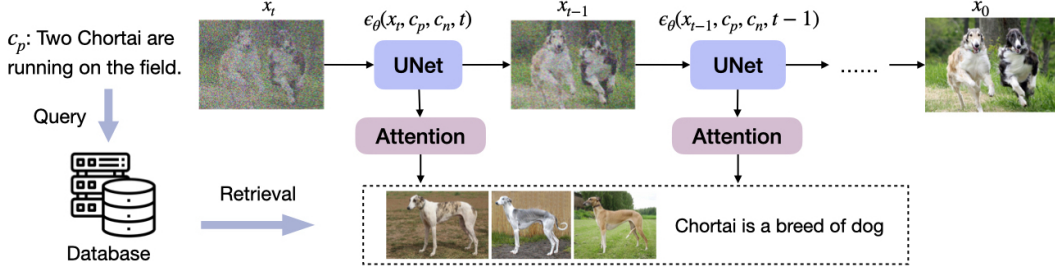 c_p: Two Chortai are
running on the field.
Query
Database
Retrieval
x_t
ϵ_θ(x_t, c_p, c_n, t)
UNet
Attention
x_{t−1}
ϵ_θ(x_{t−1}, c_p, c_n, t − 1)
UNet
Attention
......
x_0
Chortai is a breed of dog